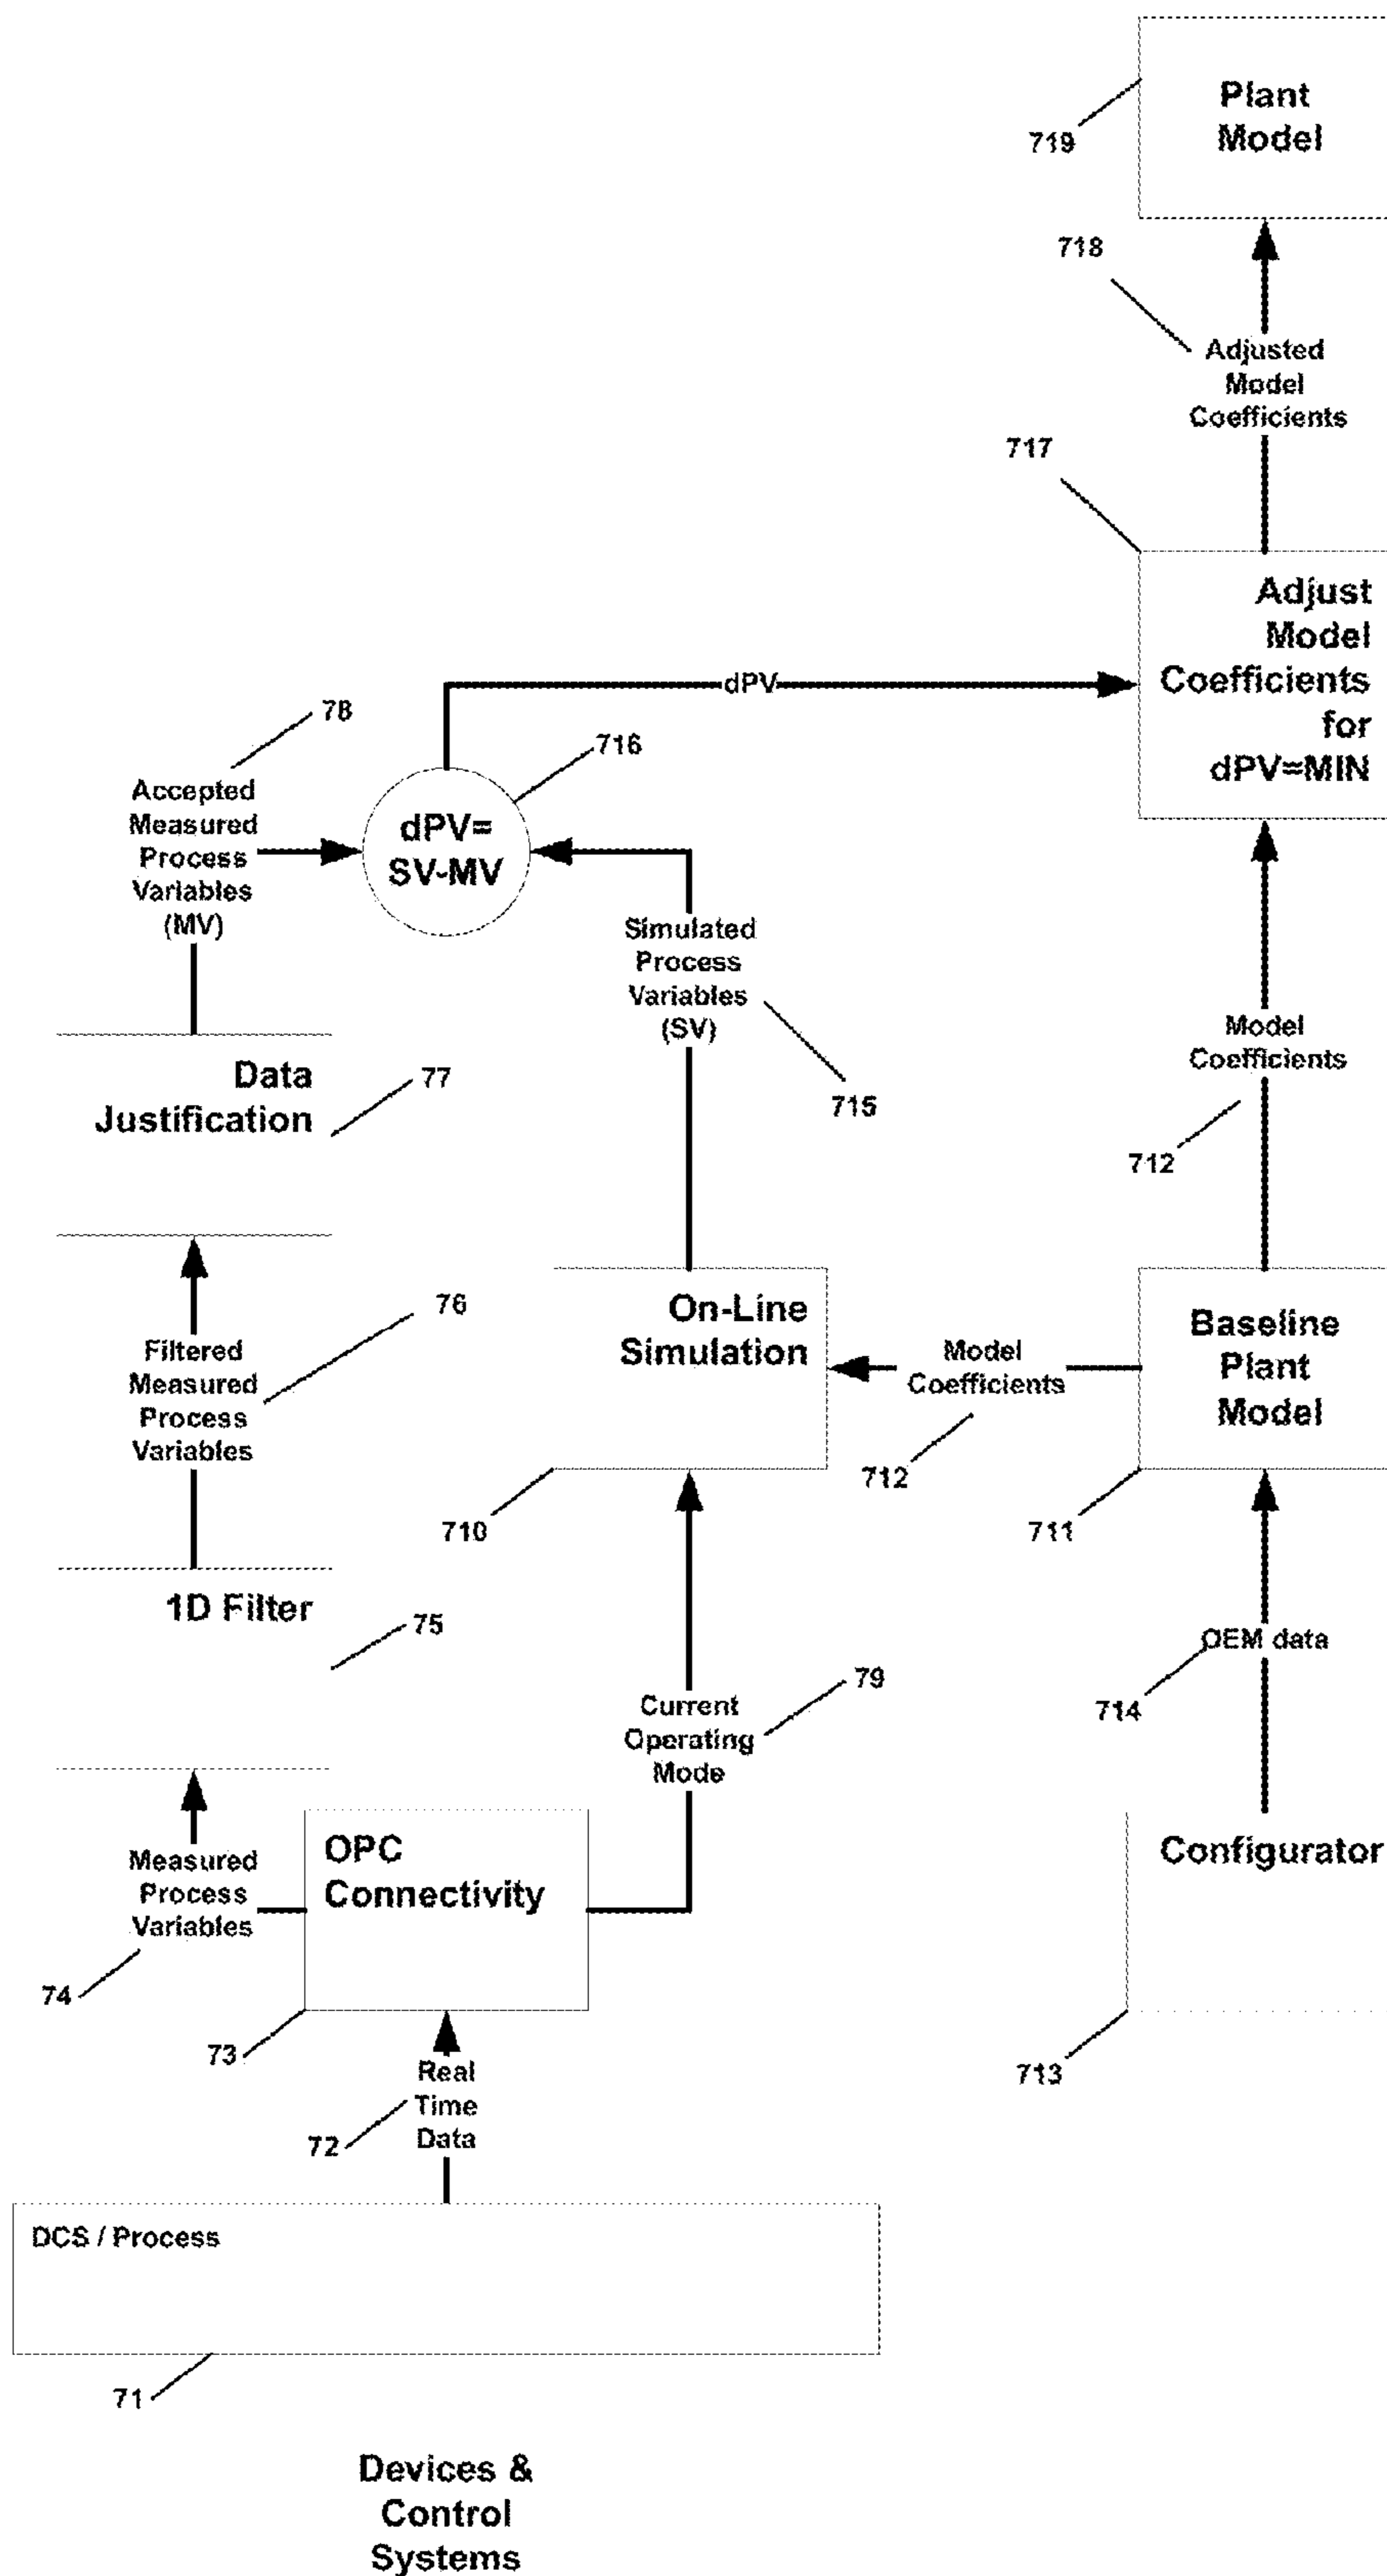 Plant
Model
719
718
Adjusted
Model
Coefficients
717
Adjust
Model
Coefficients
for
dPV=MIN
dPV
78
716
Accepted
Measured
Process
Variables
(MV)
dPV=
SV-MV
Simulated
Process
Variables
(SV)
715
Model
Coefficients
712
Data
Justification
77
76
Filtered
Measured
Process
Variables
On-Line
Simulation
710
Model
Coefficients
712
Baseline
Plant
Model
711
1D Filter
75
OEM data
714
79
Current
Operating
Mode
Measured
Process
Variables
74
OPC
Connectivity
73
Configurator
713
Real
Time
Data
72
DCS / Process
71
Devices &
Control
Systems